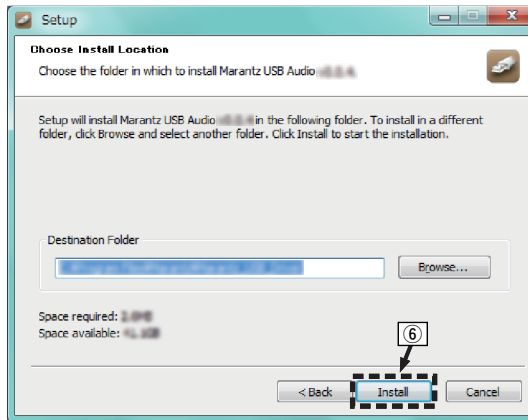 Setup
Choose Install Location
Choose the folder in which to install Marantz USB Audio
Setup will install Marantz USB Audio in the following folder. To install in a different
folder, click Browse and select another folder. Click Install to start the installation.
Destination Folder
Browse...
Space required:
Space available:
⑥
< Back Install Cancel